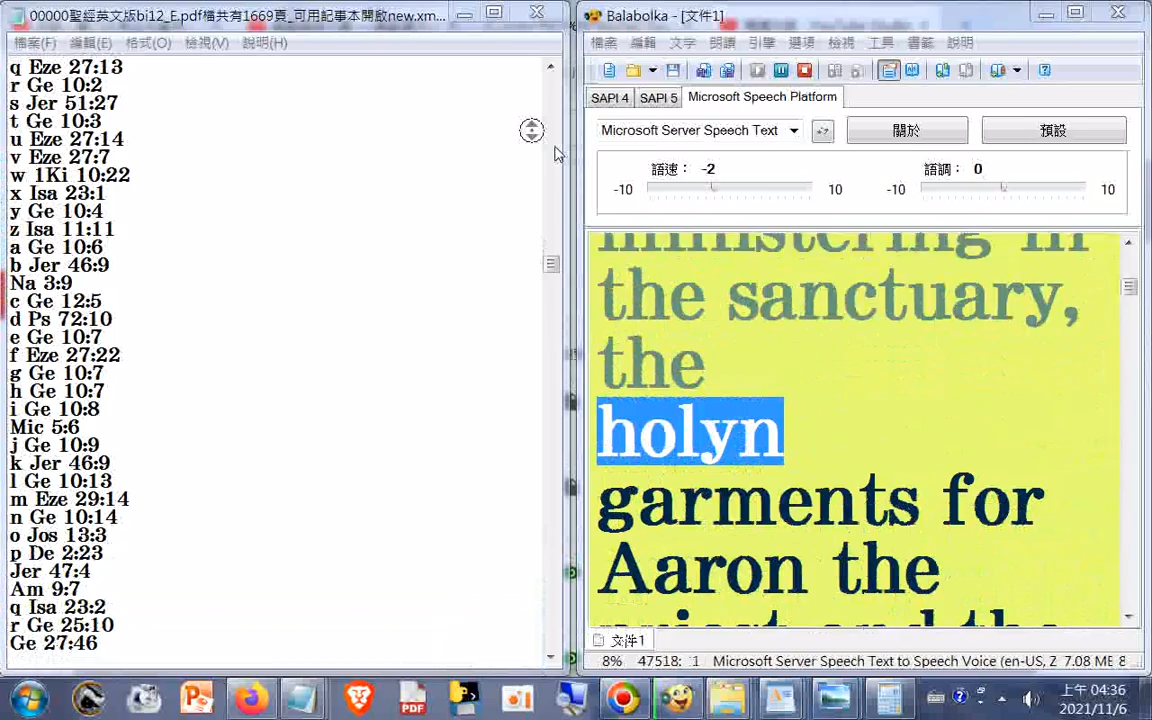 00000聖經英文版bi12_E.pdf檔共有1669頁_可用記事本開啟new.xm...
檔案(F) 編輯(E) 格式(O) 檢視(V) 說明(H)
q Eze 27:13
r Ge 10:2
s Jer 51:27
t Ge 10:3
u Eze 27:14
v Eze 27:7
w 1Ki 10:22
x Isa 23:1
y Ge 10:4
z Isa 11:11
a Ge 10:6
b Jer 46:9
Na 3:9
c Ge 12:5
d Ps 72:10
e Ge 10:7
f Eze 27:22
g Ge 10:7
h Ge 10:7
i Ge 10:8
Mic 5:6
j Ge 10:9
k Jer 46:9
l Ge 10:13
m Eze 29:14
n Ge 10:14
o Jos 13:3
p De 2:23
Jer 47:4
Am 9:7
q Isa 23:2
r Ge 25:10
Ge 27:46
Balabolka - [文件1]
檔案 編輯 文字 朗讀 引擎 選項 檢視 工具 書籤 說明
SAPI 4 SAPI 5 Microsoft Speech Platform
Microsoft Server Speech Text 關於 預設
語速： -2 語調： 0
-10 10 -10 10
ministering in
the sanctuary,
the
holyn
garments for
Aaron the
priest and the
文件1
8% 47518: 1 Microsoft Server Speech Text to Speech Voice (en-US, Z 7.08 ME 8
PDF
上午 04:36
2021/11/6